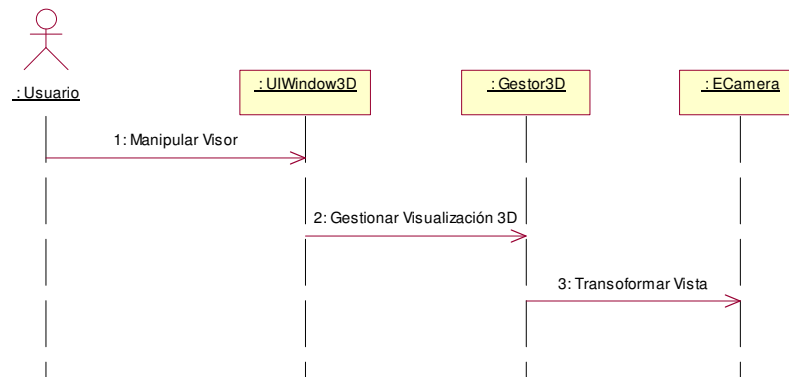 : Usuario
: UIWindow3D
: Gestor3D
: ECamera
1: Manipular Visor
2: Gestionar Visualización 3D
3: Transoformar Vista